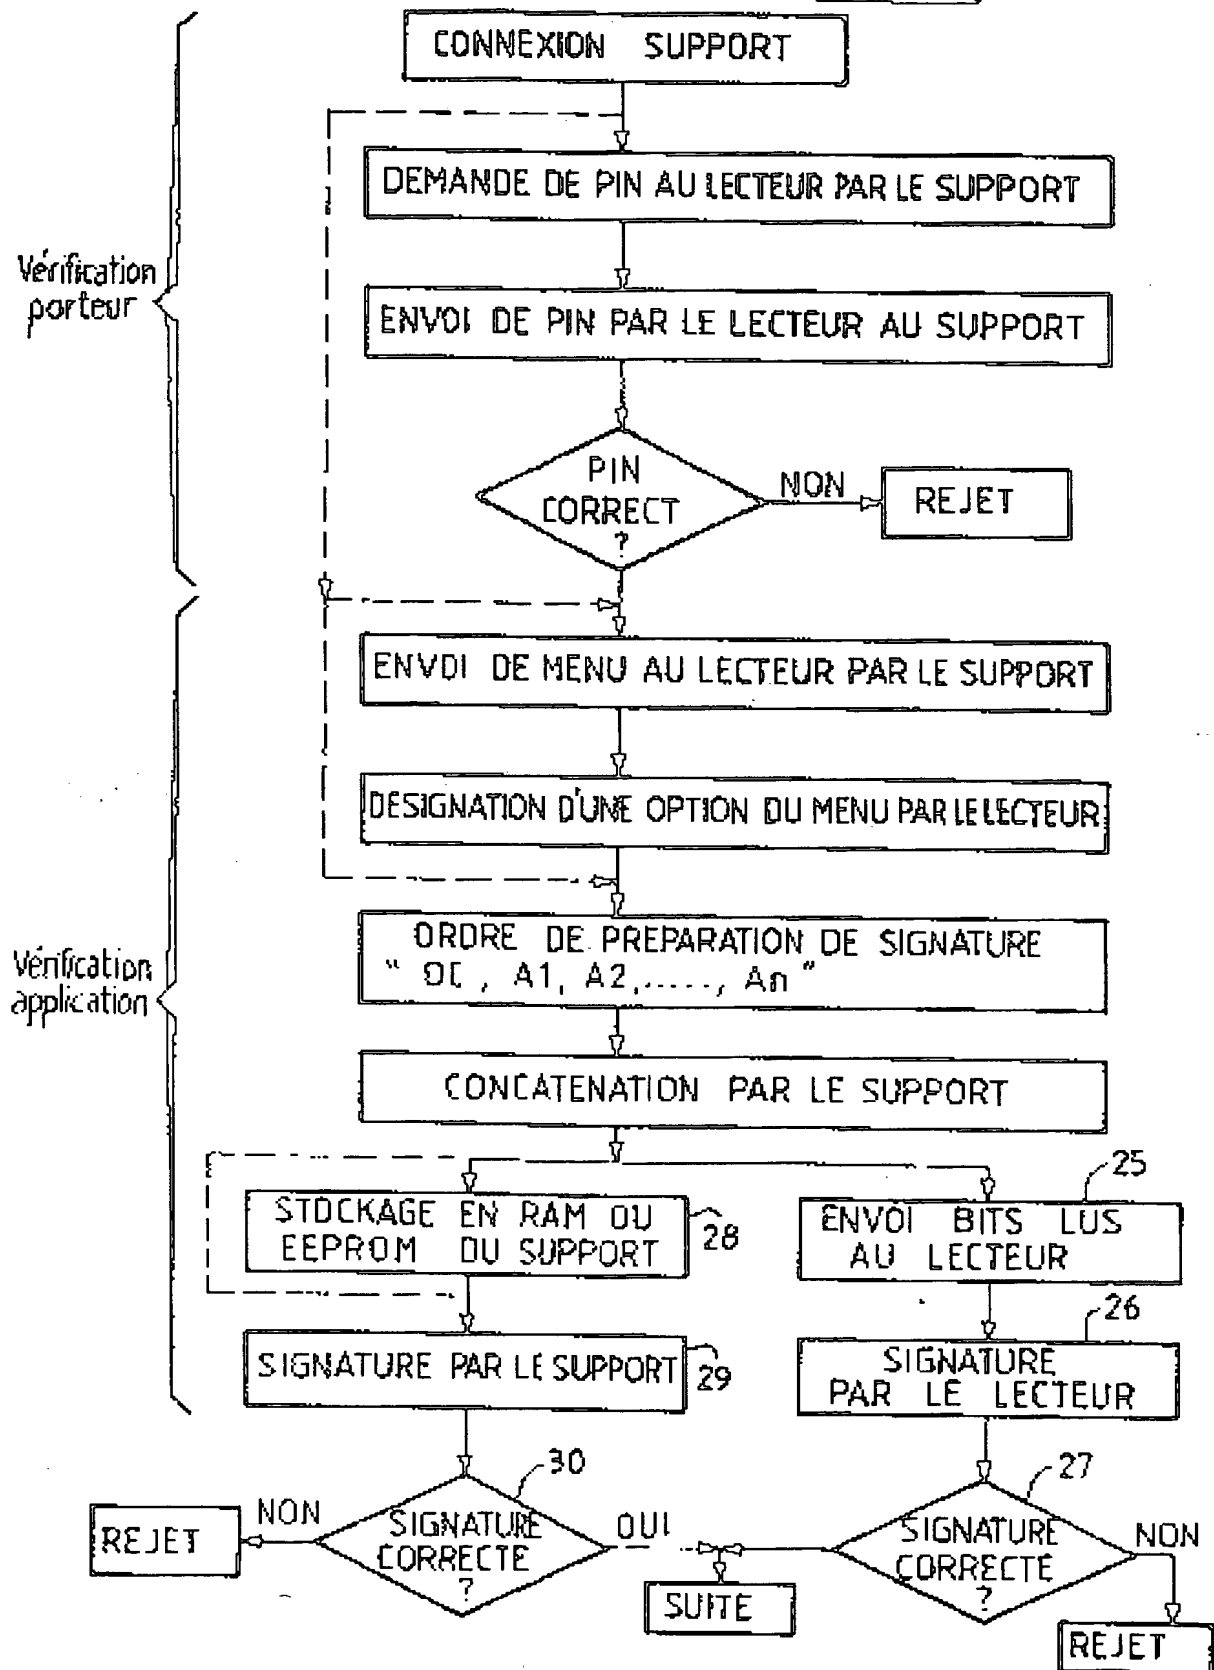 CONNEXION SUPPORT
DEMANDE DE PIN AU LECTEUR PAR LE SUPPORT
Vérification
porteur
ENVOI DE PIN PAR LE LECTEUR AU SUPPORT
PIN
CORRECT
?
NON
REJET
ENVOI DE MENU AU LECTEUR PAR LE SUPPORT
DESIGNATION D'UNE OPTION DU MENU PAR LE LECTEUR
Vérification
application
ORDRE DE PREPARATION DE SIGNATURE
" OC, A1, A2,....., An "
CONCATENATION PAR LE SUPPORT
STOCKAGE EN RAM OU
EEPROM DU SUPPORT
28
25
ENVOI BITS LUS
AU LECTEUR
SIGNATURE PAR LE SUPPORT
29
26
SIGNATURE
PAR LE LECTEUR
30
27
REJET
NON
SIGNATURE
CORRECTE
?
OUI
SUITE
SIGNATURE
CORRECTE
?
NON
REJET